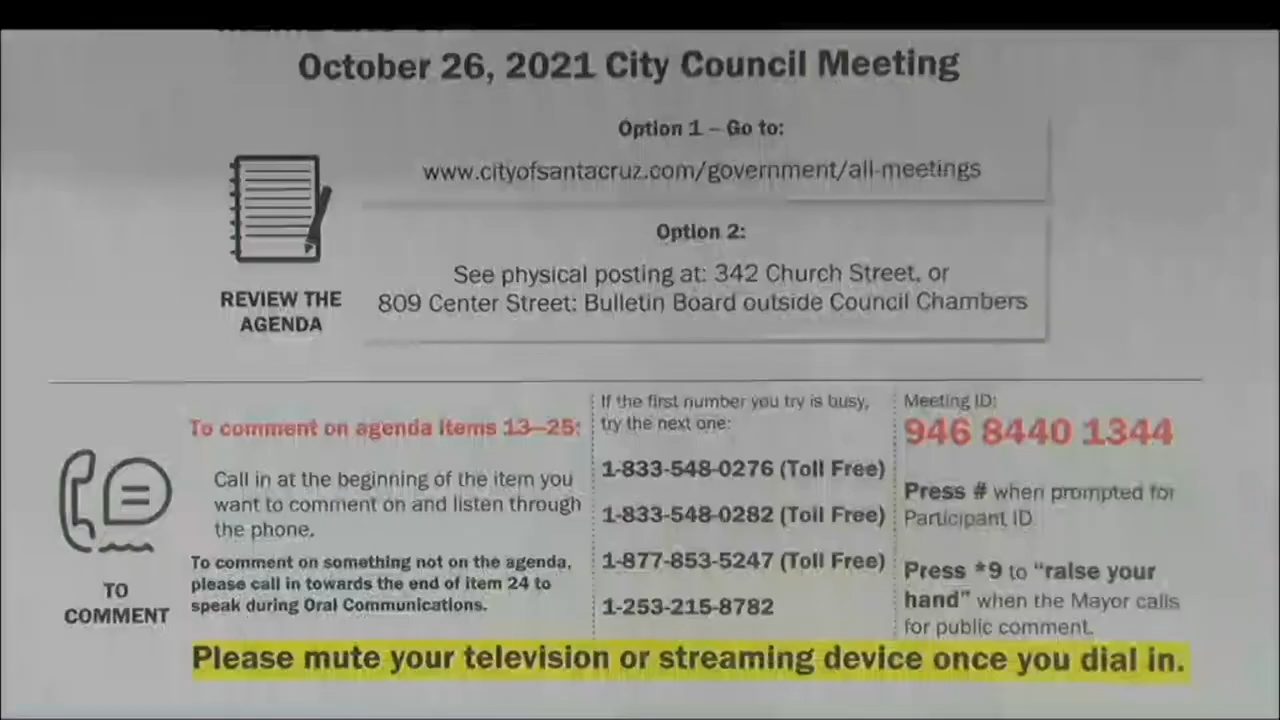 October 26, 2021 City Council Meeting
Option 1 – Go to:
www.cityofsantacruz.com/government/all-meetings
Option 2:
See physical posting at: 342 Church Street, or
809 Center Street: Bulletin Board outside Council Chambers
REVIEW THE
AGENDA
To comment on agenda items 13–25:
Call in at the beginning of the item you
want to comment on and listen through
the phone.
To comment on something not on the agenda,
please call in towards the end of item 24 to
speak during Oral Communications.
TO
COMMENT
If the first number you try is busy,
try the next one:
1-833-548-0276 (Toll Free)
1-833-548-0282 (Toll Free)
1-877-853-5247 (Toll Free)
1-253-215-8782
Meeting ID:
946 8440 1344
Press # when prompted for
Participant ID
Press *9 to “raise your
hand” when the Mayor calls
for public comment.
Please mute your television or streaming device once you dial in.